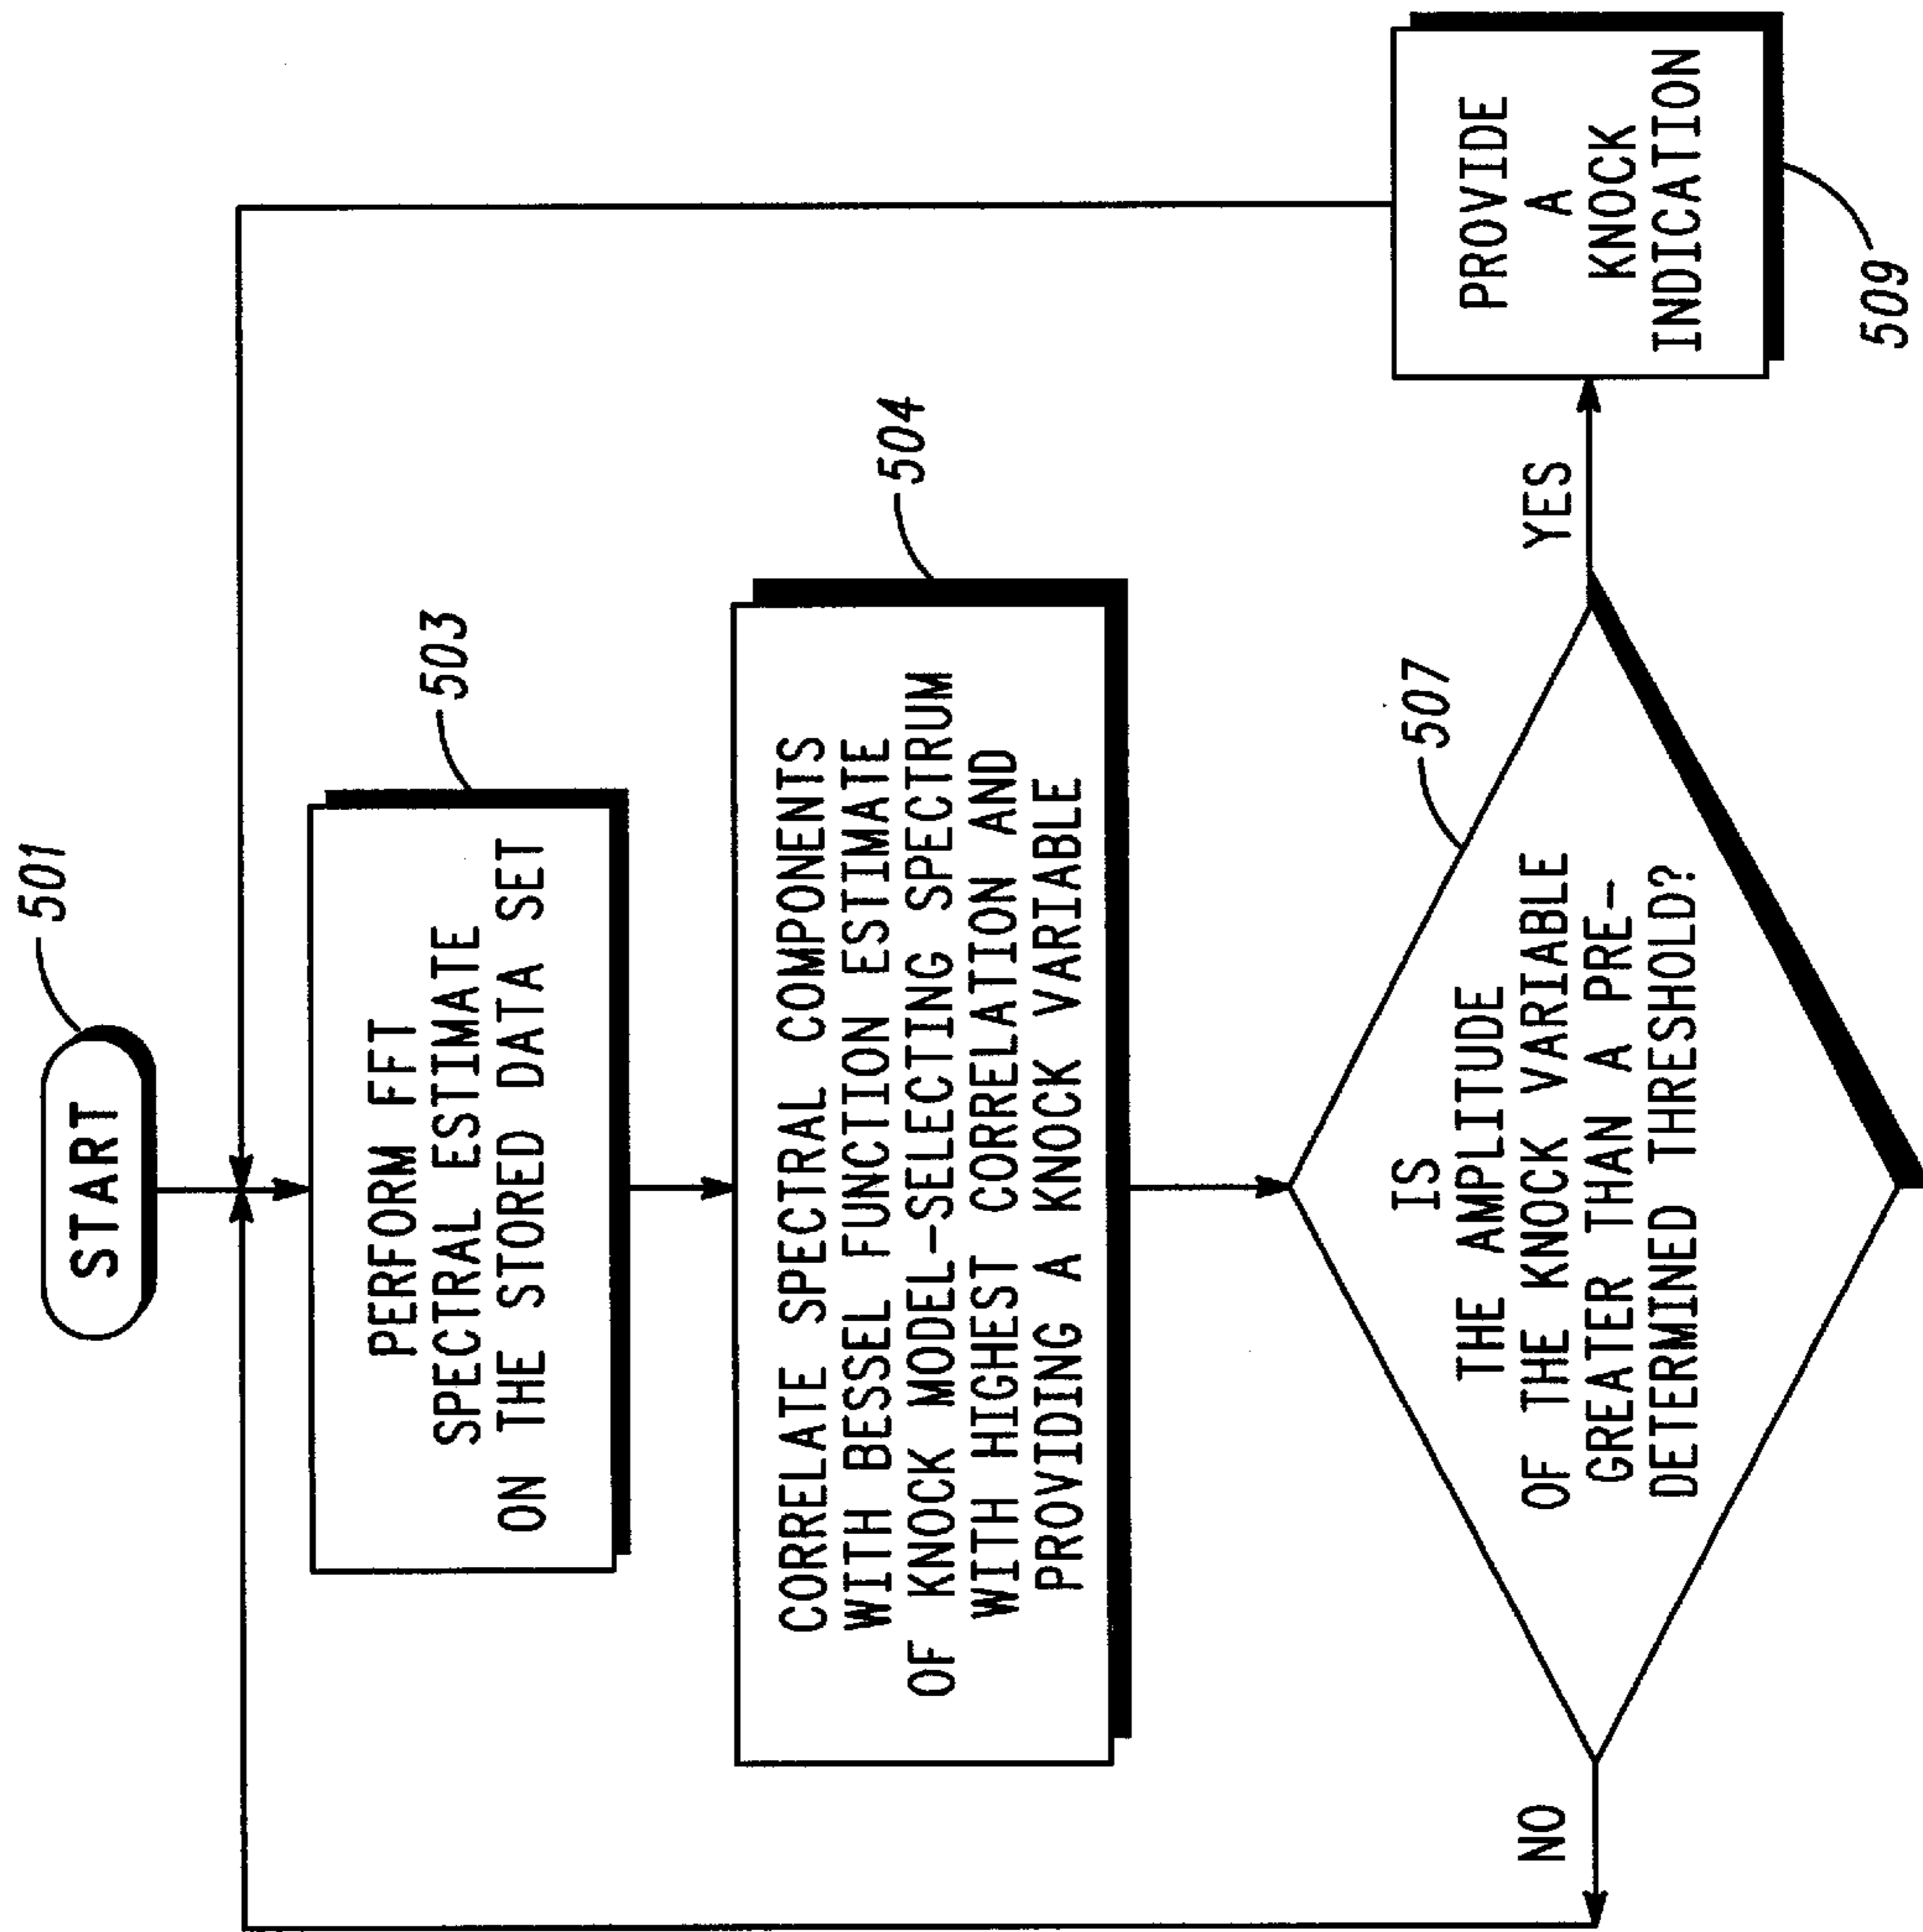 501
START
503
PERFORM FFT
SPECTRAL ESTIMATE
ON THE STORED DATA SET
504
CORRELATE SPECTRAL COMPONENTS
WITH BESSEL FUNCTION ESTIMATE
OF KNOCK MODEL-SELECTING SPECTRUM
WITH HIGHEST CORRELATION AND
PROVIDING A KNOCK VARIABLE
507
IS
THE AMPLITUDE
OF THE KNOCK VARIABLE
GREATER THAN A PRE-
DETERMINED THRESHOLD?
NO
YES
PROVIDE
A
KNOCK
INDICATION
509